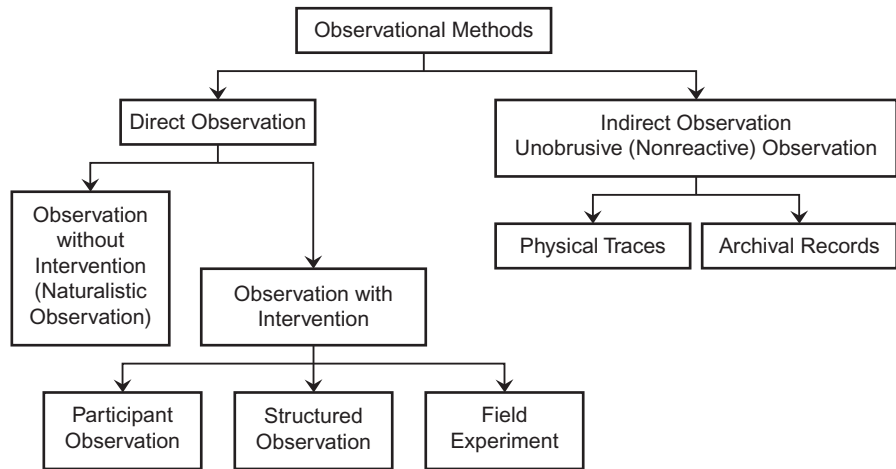 Observational Methods
Direct Observation
Indirect Observation
Unobrusive (Nonreactive) Observation
Observation
without
Intervention
(Naturalistic
Observation)
Physical Traces
Archival Records
Observation with
Intervention
Participant
Observation
Structured
Observation
Field
Experiment